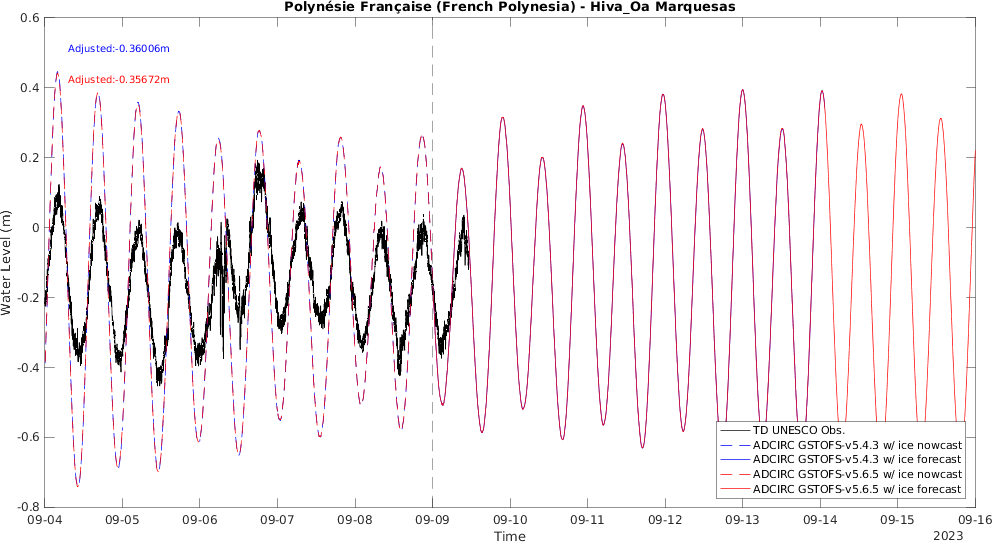 Polynésie Française (French Polynesia) - Hiva_Oa Marquesas
Adjusted:-0.36006m
Adjusted:-0.35672m
Water Level (m)
0.6
0.4
0.2
0
-0.2
-0.4
-0.6
-0.8
TD UNESCO Obs.
ADCIRC GSTOFS-v5.4.3 w/ ice nowcast
ADCIRC GSTOFS-v5.4.3 w/ ice forecast
ADCIRC GSTOFS-v5.6.5 w/ ice nowcast
ADCIRC GSTOFS-v5.6.5 w/ ice forecast
09-04 09-05 09-06 09-07 09-08 09-09 09-10 09-11 09-12 09-13 09-14 09-15 09-16
Time
2023